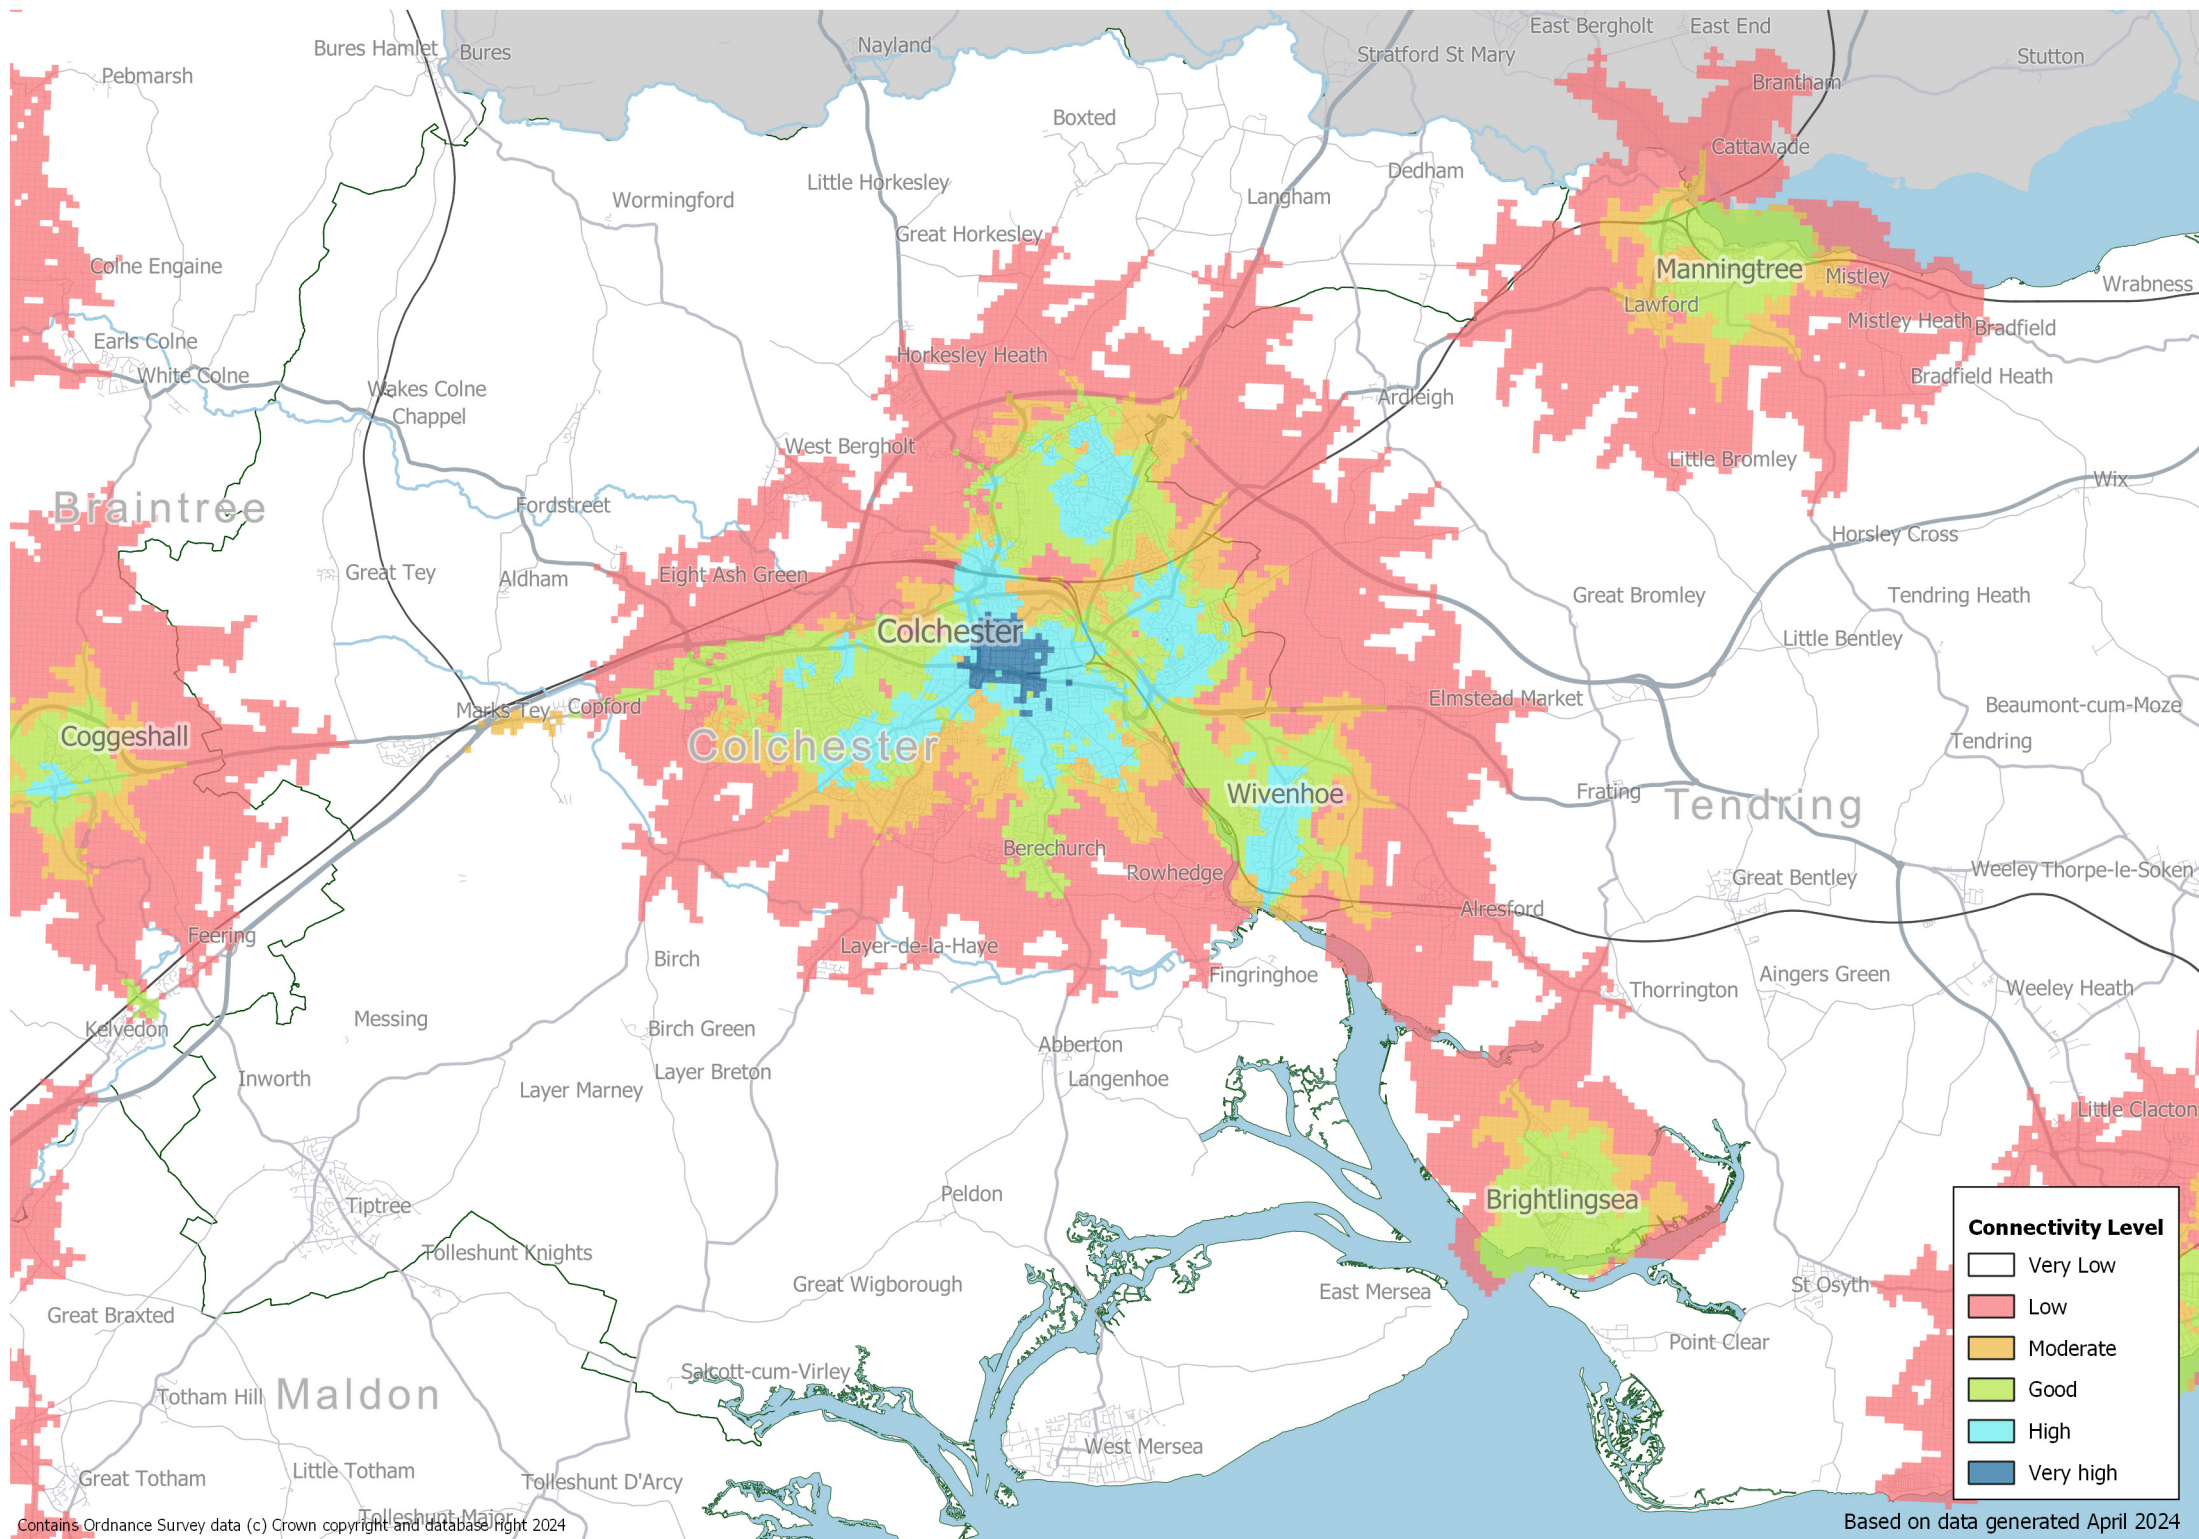 East Bergholt
East End
Bures Hamlet
Bures
Nayland
Stratford St Mary
Stutton
Pebmarsh
Brantham
Boxted
Cattawade
Little Horkesley
Dedham
Wormingford
Langham
Great Horkesley
Colne Engaine
Manningtree
Mistley
Wrabness
Lawford
Mistley Heath
Bradfield
Earls Colne
Horkesley Heath
White Colne
Bradfield Heath
Wakes Colne
Chappel
Ardleigh
West Bergholt
Little Bromley
Wix
Braintree
Fordstreet
Horsley Cross
Great Tey
Aldham
Eight Ash Green
Great Bromley
Tendring Heath
Colchester
Little Bentley
Elmstead Market
Marks Tey
Copford
Beaumont-cum-Moze
Coggeshall
Colchester
Tendring
Wivenhoe
Frating
Tendring
Berechurch
Rowhedge
Weeley
Thorpe-le-Soken
Great Bentley
Alresford
Feering
Layer-de-la-Haye
Birch
Fingringhoe
Aingers Green
Thorrington
Weeley Heath
Messing
Kelvedon
Birch Green
Abberton
Inworth
Layer Breton
Langenhoe
Layer Marney
Little Clacton
Peldon
Tiptree
Brightlingsea
Tolleshunt Knights
Great Wigborough
East Mersea
St Osyth
Great Braxted
Point Clear
Salcott-cum-Virley
Totham Hill
Maldon
West Mersea
Great Totham
Little Totham
Tolleshunt D'Arcy
Tolleshunt Major
Connectivity Level
Very Low
Low
Moderate
Good
High
Very high
Contains Ordnance Survey data (c) Crown copyright and database right 2024
Based on data generated April 2024